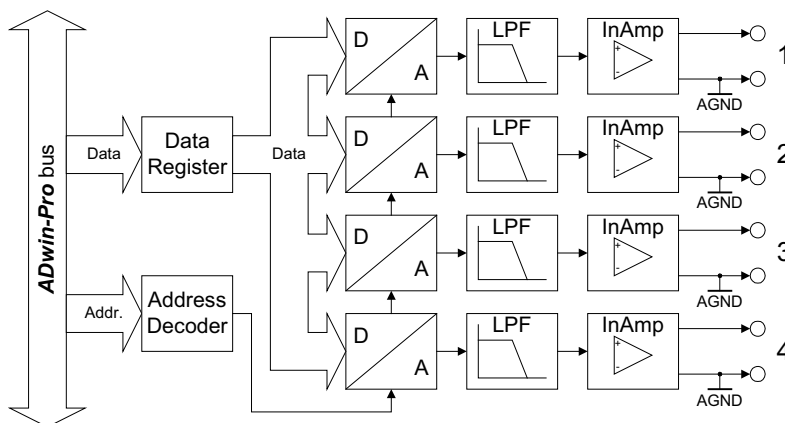 ADwin-Pro bus
Data
Data
Register
Data
Addr.
Address
Decoder
D
A
LPF
InAmp
+
-
AGND
1
D
A
LPF
InAmp
+
-
AGND
2
D
A
LPF
InAmp
+
-
AGND
3
D
A
LPF
InAmp
+
-
AGND
4